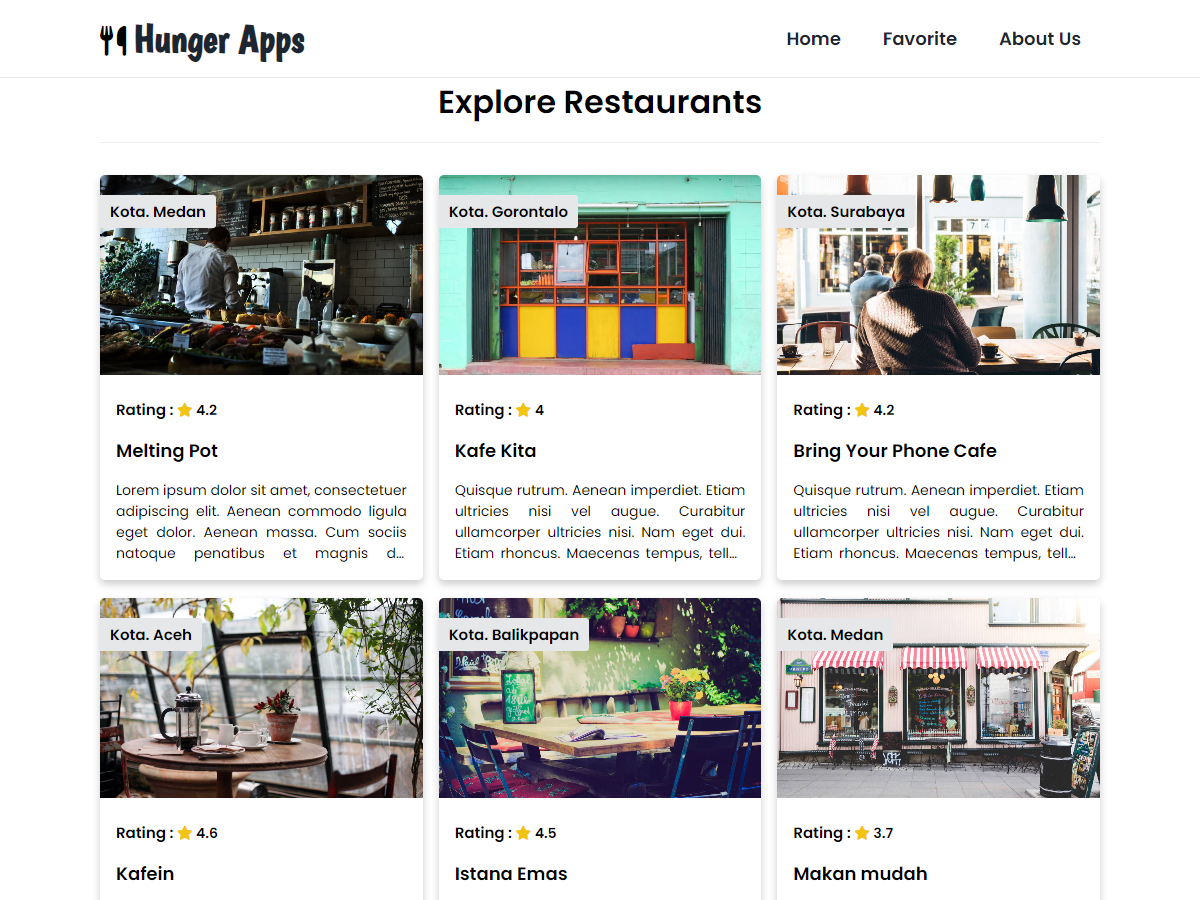 Hunger Apps
Home
Favorite
About Us
Explore Restaurants
Kota. Medan
Rating : 4.2
Melting Pot
Lorem ipsum dolor sit amet, consectetuer
adipiscing elit. Aenean commodo ligula
eget dolor. Aenean massa. Cum sociis
natoque penatibus et magnis d...
Kota. Gorontalo
Rating : 4
Kafe Kita
Quisque rutrum. Aenean imperdiet. Etiam
ultricies nisi vel augue. Curabitur
ullamcorper ultricies nisi. Nam eget dui.
Etiam rhoncus. Maecenas tempus, tell...
Kota. Surabaya
7 4
Rating : 4.2
Bring Your Phone Cafe
Quisque rutrum. Aenean imperdiet. Etiam
ultricies nisi vel augue. Curabitur
ullamcorper ultricies nisi. Nam eget dui.
Etiam rhoncus. Maecenas tempus, tell...
Kota. Aceh
Rating : 4.6
Kafein
Kota. Balikpapan
Rating : 4.5
Istana Emas
Kota. Medan
Rating : 3.7
Makan mudah